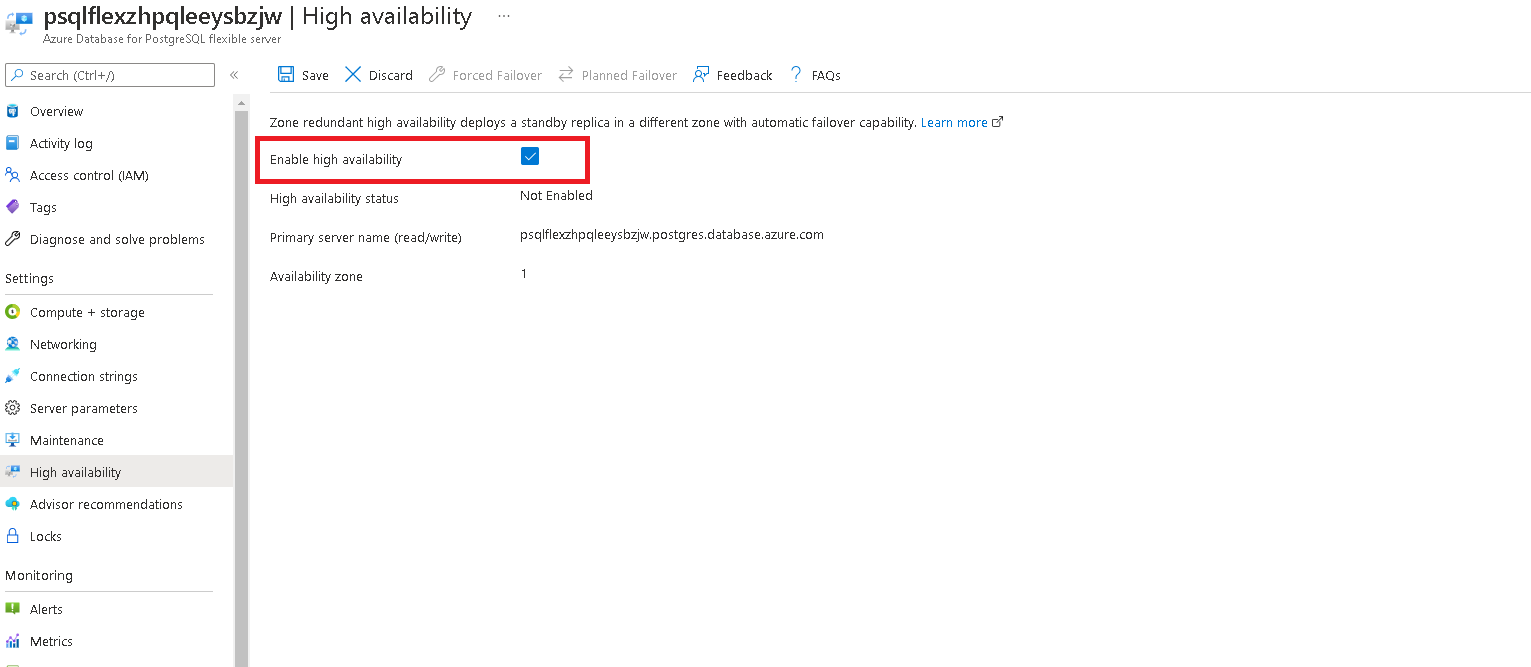 psqlflexzhpqleeysbzjw | High availability ...
Azure Database for PostgreSQL flexible server
Search (Ctrl+/) «
Save Discard Forced Failover Planned Failover Feedback ? FAQs
Overview
Activity log
Access control (IAM)
Tags
Diagnose and solve problems
Settings
Compute + storage
Networking
Connection strings
Server parameters
Maintenance
High availability
Advisor recommendations
Locks
Monitoring
Alerts
Metrics
Zone redundant high availability deploys a standby replica in a different zone with automatic failover capability. Learn more
Enable high availability
High availability status Not Enabled
Primary server name (read/write) psqlflexzhpqleeysbzjw.postgres.database.azure.com
Availability zone 1